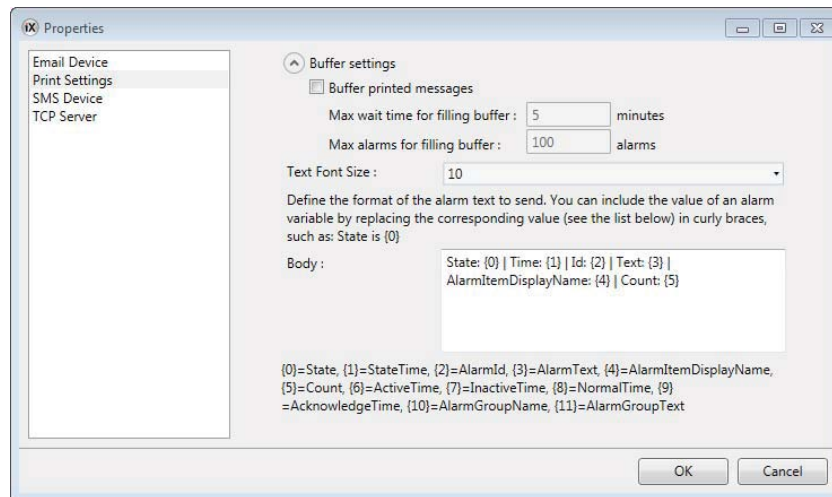 iX Properties
Email Device
Print Settings
SMS Device
TCP Server
Buffer settings
Buffer printed messages
Max wait time for filling buffer : 5 minutes
Max alarms for filling buffer : 100 alarms
Text Font Size : 10
Define the format of the alarm text to send. You can include the value of an alarm
variable by replacing the corresponding value (see the list below) in curly braces,
such as: State is {0}
Body : State: {0} | Time: {1} | Id: {2} | Text: {3} |
AlarmItemDisplayName: {4} | Count: {5}
{0}=State, {1}=StateTime, {2}=AlarmId, {3}=AlarmText, {4}=AlarmItemDisplayName,
{5}=Count, {6}=ActiveTime, {7}=InactiveTime, {8}=NormalTime, {9}
=AcknowledgeTime, {10}=AlarmGroupName, {11}=AlarmGroupText
OK Cancel